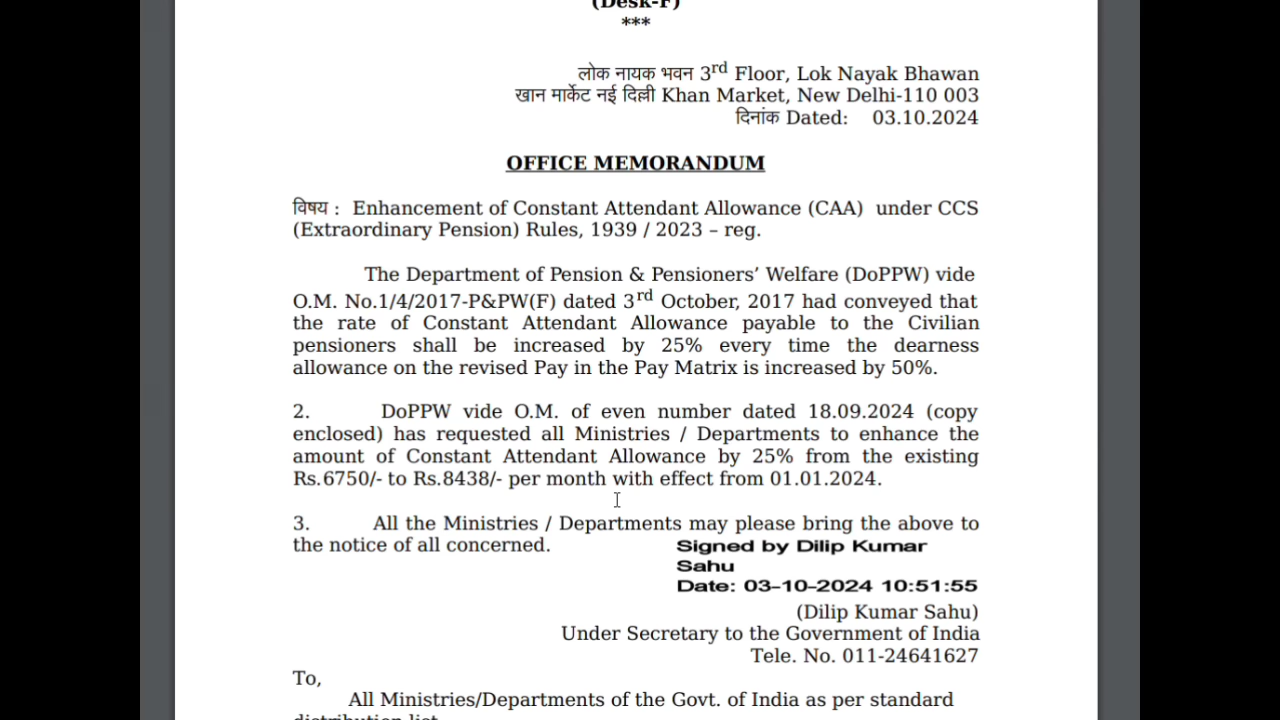 (Desk-F)
***
लोक नायक भवन 3rd Floor, Lok Nayak Bhawan
खान मार्केट नई दिल्ली Khan Market, New Delhi-110 003
दिनांक Dated: 03.10.2024
OFFICE MEMORANDUM
विषय : Enhancement of Constant Attendant Allowance (CAA) under CCS
(Extraordinary Pension) Rules, 1939 / 2023 – reg.
The Department of Pension & Pensioners’ Welfare (DoPPW) vide
O.M. No.1/4/2017-P&PW(F) dated 3rd October, 2017 had conveyed that
the rate of Constant Attendant Allowance payable to the Civilian
pensioners shall be increased by 25% every time the dearness
allowance on the revised Pay in the Pay Matrix is increased by 50%.
2. DoPPW vide O.M. of even number dated 18.09.2024 (copy
enclosed) has requested all Ministries / Departments to enhance the
amount of Constant Attendant Allowance by 25% from the existing
Rs.6750/- to Rs.8438/- per month with effect from 01.01.2024.
3. All the Ministries / Departments may please bring the above to
the notice of all concerned.
Signed by Dilip Kumar
Sahu
Date: 03-10-2024 10:51:55
(Dilip Kumar Sahu)
Under Secretary to the Government of India
Tele. No. 011-24641627
To,
All Ministries/Departments of the Govt. of India as per standard
distribution list